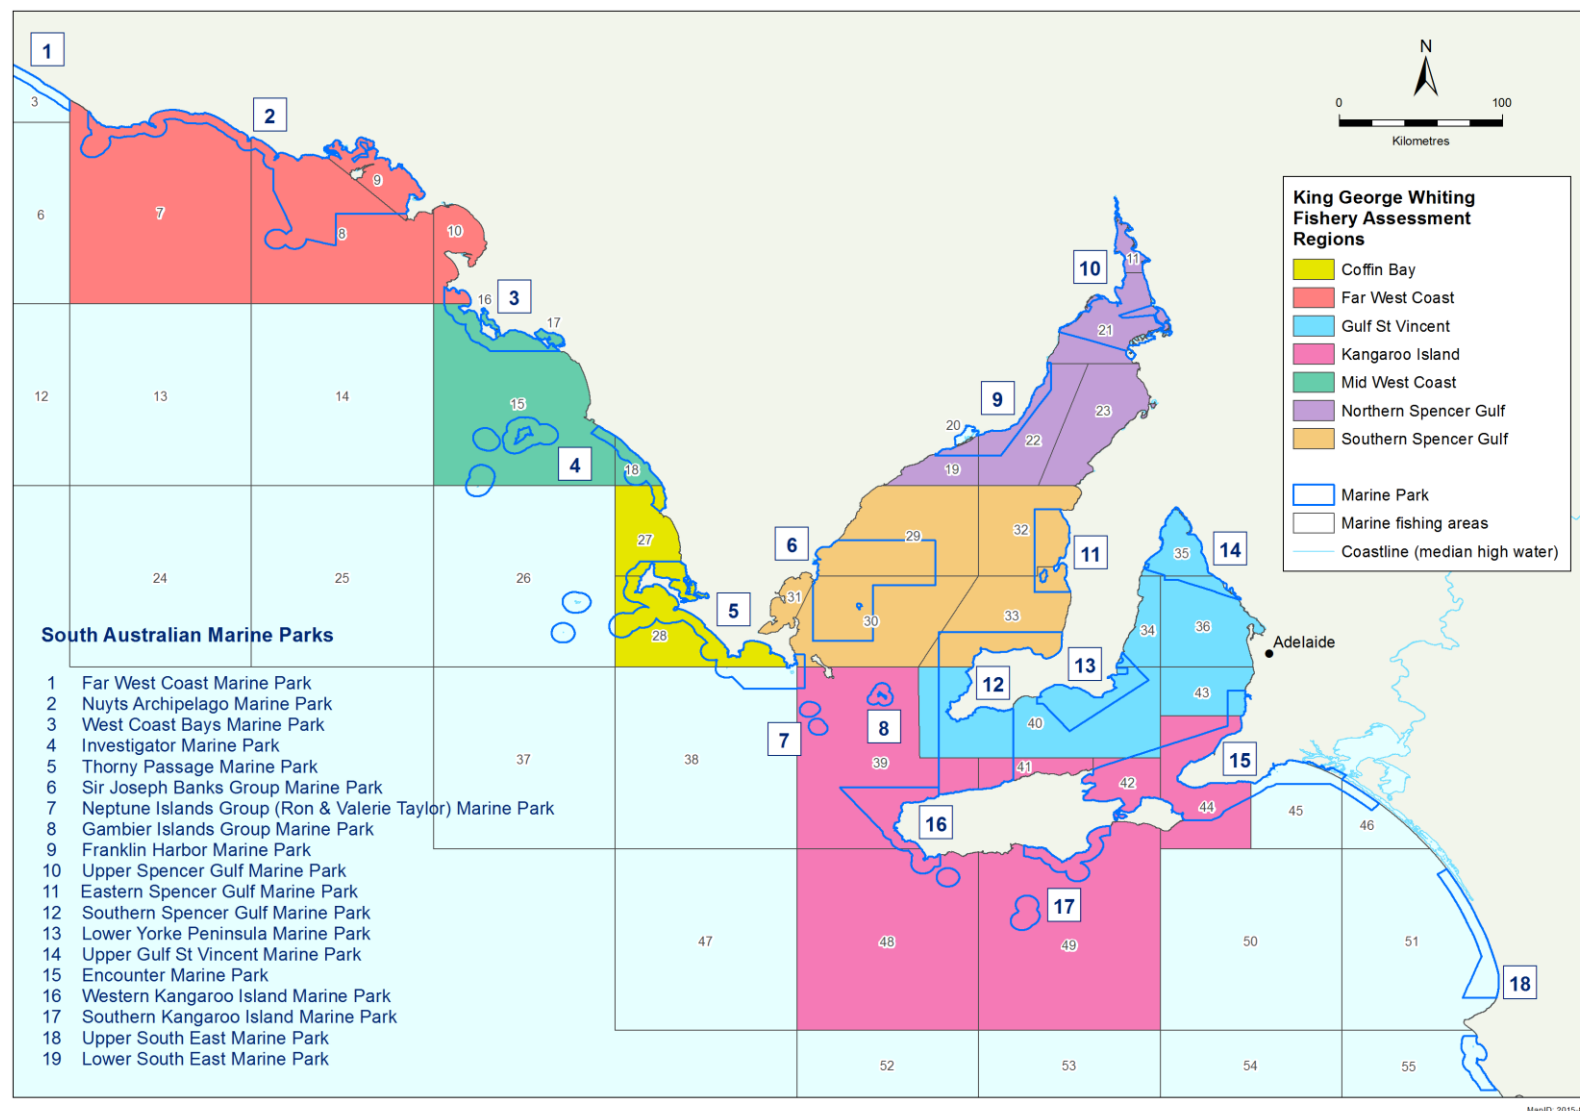 1
3
2
N
0 100
Kilometres
9
6
7
8
10
King George Whiting
Fishery Assessment
Regions
Coffin Bay
Far West Coast
Gulf St Vincent
Kangaroo Island
Mid West Coast
Northern Spencer Gulf
Southern Spencer Gulf
Marine Park
Marine fishing areas
Coastline (median high water)
11
10
16
3
17
21
12
13
14
15
9
20
22
23
4
18
19
27
6
29
32
11
35
14
24
25
26
5
31
28
30
33
34
36
Adelaide
South Australian Marine Parks
1 Far West Coast Marine Park
2 Nuyts Archipelago Marine Park
3 West Coast Bays Marine Park
4 Investigator Marine Park
5 Thorny Passage Marine Park
6 Sir Joseph Banks Group Marine Park
7 Neptune Islands Group (Ron & Valerie Taylor) Marine Park
8 Gambier Islands Group Marine Park
9 Franklin Harbor Marine Park
10 Upper Spencer Gulf Marine Park
11 Eastern Spencer Gulf Marine Park
12 Southern Spencer Gulf Marine Park
13 Lower Yorke Peninsula Marine Park
14 Upper Gulf St Vincent Marine Park
15 Encounter Marine Park
16 Western Kangaroo Island Marine Park
17 Southern Kangaroo Island Marine Park
18 Upper South East Marine Park
19 Lower South East Marine Park
12
13
43
7
8
40
37
38
39
41
42
15
16
44
45
46
17
47
48
49
50
51
18
52
53
54
55